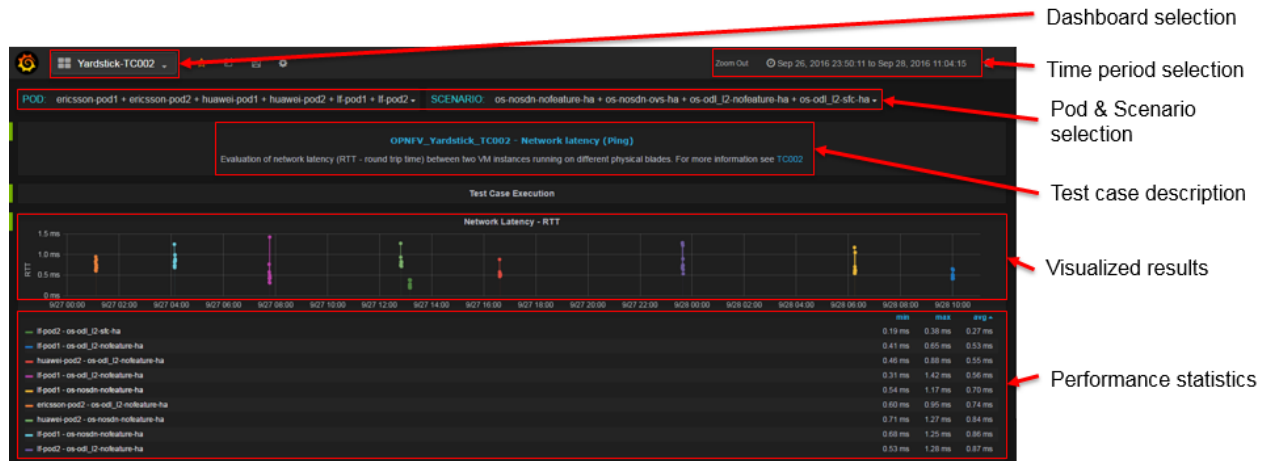 Dashboard selection
Yardstick-TC002
Zoom Out Sep 26, 2016 23:50:11 to Sep 28, 2016 11:04:15
Time period selection
POD: ericsson-pod1 + ericsson-pod2 + huawei-pod1 + huawei-pod2 + lf-pod1 + lf-pod2 SCENARIO: os-nosdn-nofeature-ha + os-nosdn-ovs-ha + os-odl_l2-nofeature-ha + os-odl_l2-sfc-ha
Pod & Scenario
selection
OPNFV_Yardstick_TC002 - Network latency (Ping)
Evaluation of network latency (RTT - round trip time) between two VM instances running on different physical blades. For more information see TC002
Test case description
Test Case Execution
Network Latency - RTT
1.5 ms
1.0 ms
0.5 ms
0 ms
RTT
9/27 00:00 9/27 02:00 9/27 04:00 9/27 06:00 9/27 08:00 9/27 10:00 9/27 12:00 9/27 14:00 9/27 16:00 9/27 18:00 9/27 20:00 9/27 22:00 9/28 00:00 9/28 02:00 9/28 04:00 9/28 06:00 9/28 08:00 9/28 10:00
Visualized results
min max avg
lf-pod2 - os-odl_l2-sfc-ha 0.19 ms 0.38 ms 0.27 ms
lf-pod1 - os-odl_l2-nofeature-ha 0.41 ms 0.65 ms 0.53 ms
huawei-pod2 - os-odl_l2-nofeature-ha 0.46 ms 0.88 ms 0.55 ms
lf-pod1 - os-odl_l2-nofeature-ha 0.31 ms 1.42 ms 0.56 ms
lf-pod1 - os-nosdn-nofeature-ha 0.54 ms 1.17 ms 0.70 ms
ericsson-pod2 - os-odl_l2-nofeature-ha 0.60 ms 0.95 ms 0.74 ms
huawei-pod2 - os-nosdn-nofeature-ha 0.71 ms 1.27 ms 0.84 ms
lf-pod1 - os-nosdn-nofeature-ha 0.68 ms 1.25 ms 0.86 ms
lf-pod2 - os-odl_l2-nofeature-ha 0.53 ms 1.28 ms 0.87 ms
Performance statistics